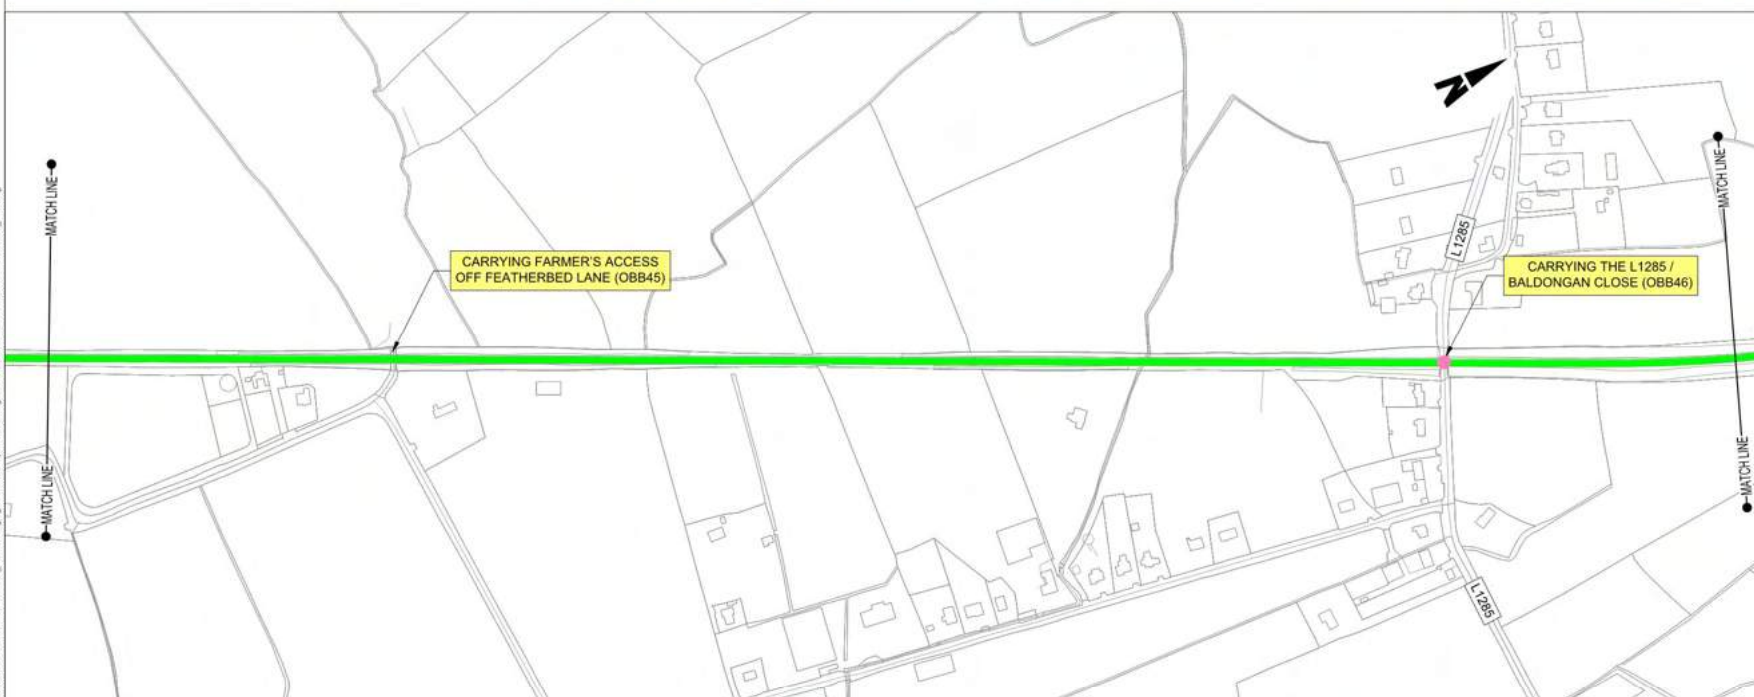 N
MATCH LINE
MATCH LINE
L1285
CARRYING FARMER'S ACCESS
OFF FEATHERBED LANE (OBB45)
CARRYING THE L1285 /
BALDONGAN CLOSE (OBB46)
MATCH LINE
MATCH LINE
L1285